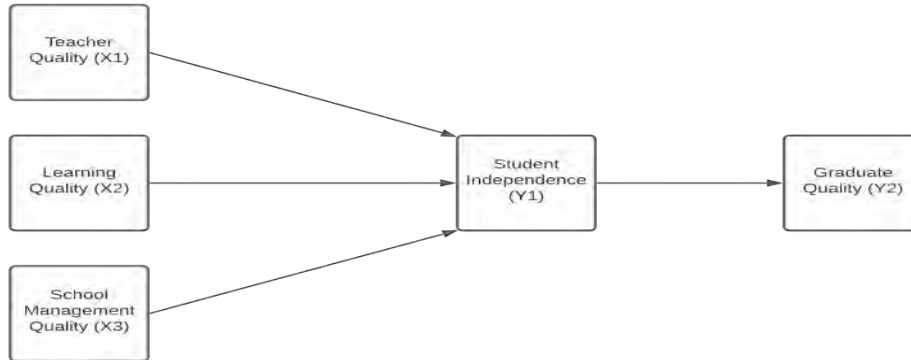 Teacher
Quality (X1)
Learning
Quality (X2)
School
Management
Quality (X3)
Student
Independence
(Y1)
Graduate
Quality (Y2)